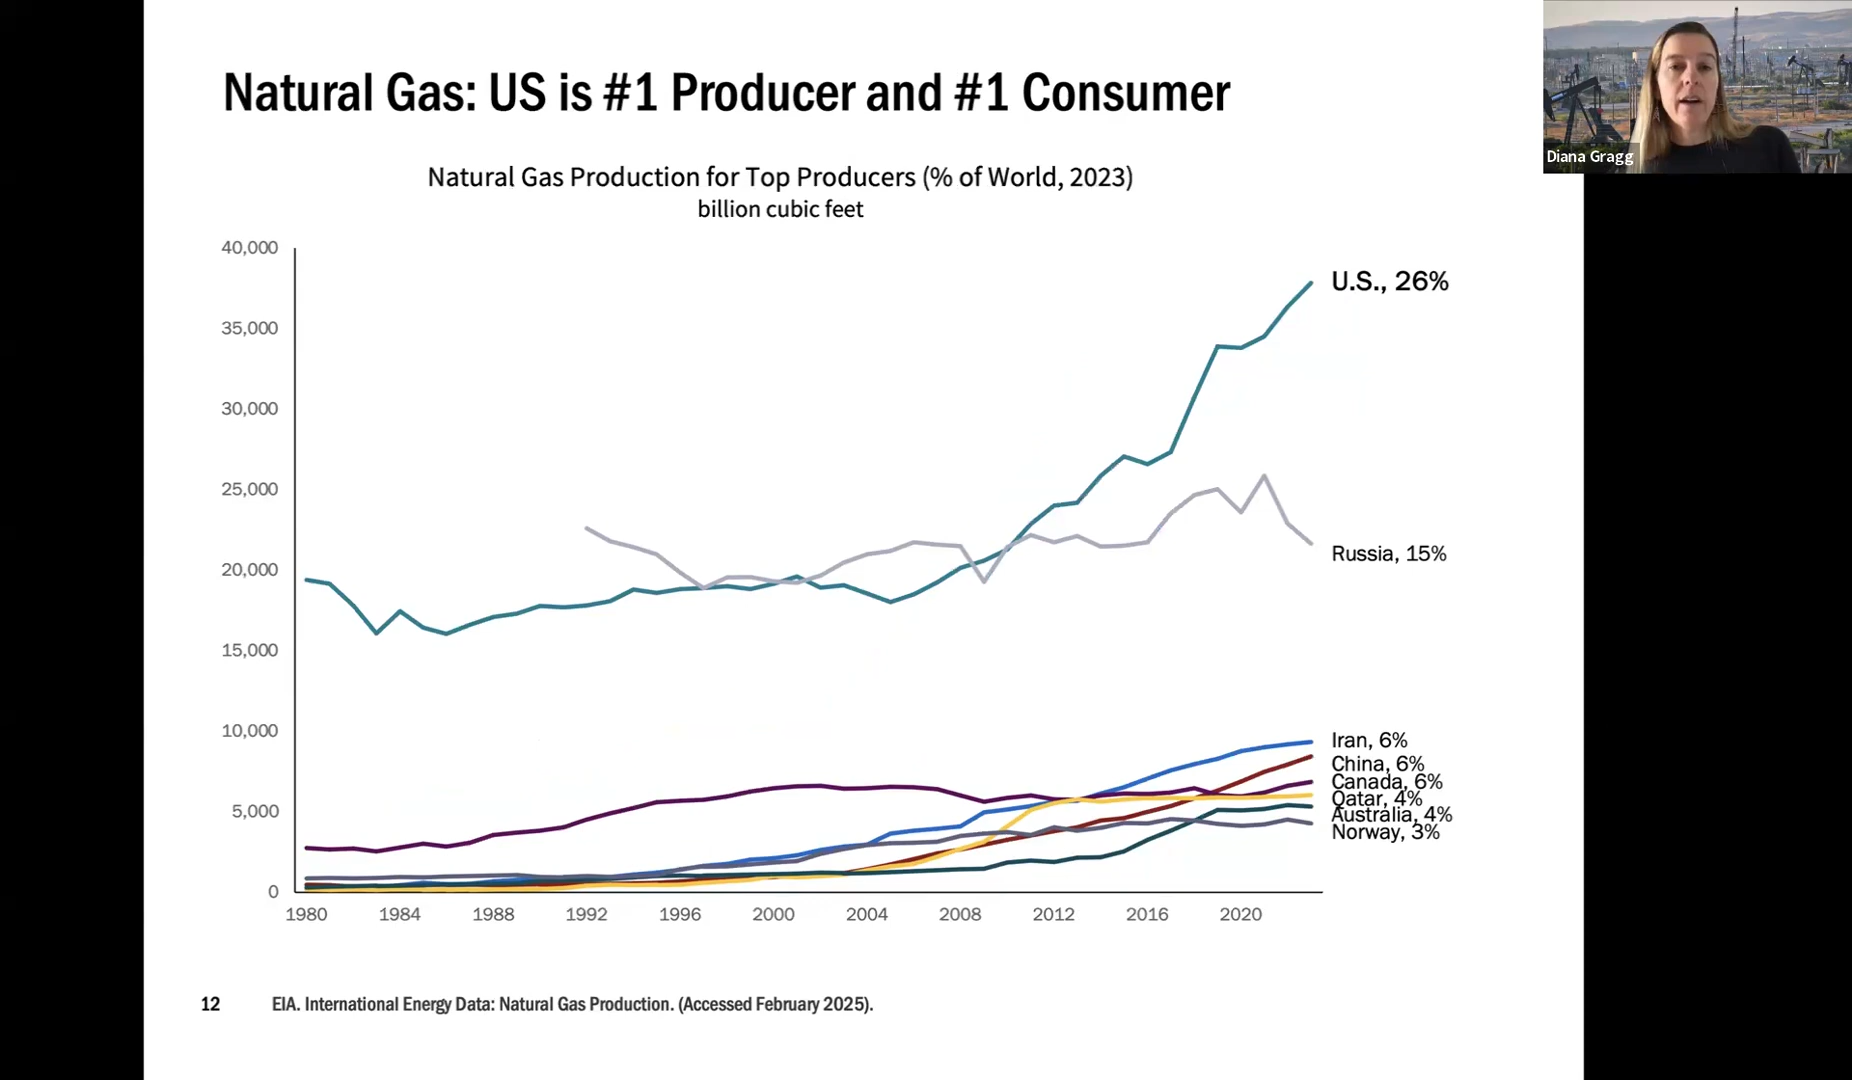 Natural Gas: US is #1 Producer and #1 Consumer
Diana Gragg
Natural Gas Production for Top Producers (% of World, 2023)
billion cubic feet
40,000
35,000
30,000
25,000
20,000
15,000
10,000
5,000
0
U.S., 26%
Russia, 15%
Iran, 6%
China, 6%
Canada, 6%
Qatar, 4%
Australia, 4%
Norway, 3%
1980 1984 1988 1992 1996 2000 2004 2008 2012 2016 2020
12 EIA. International Energy Data: Natural Gas Production. (Accessed February 2025).